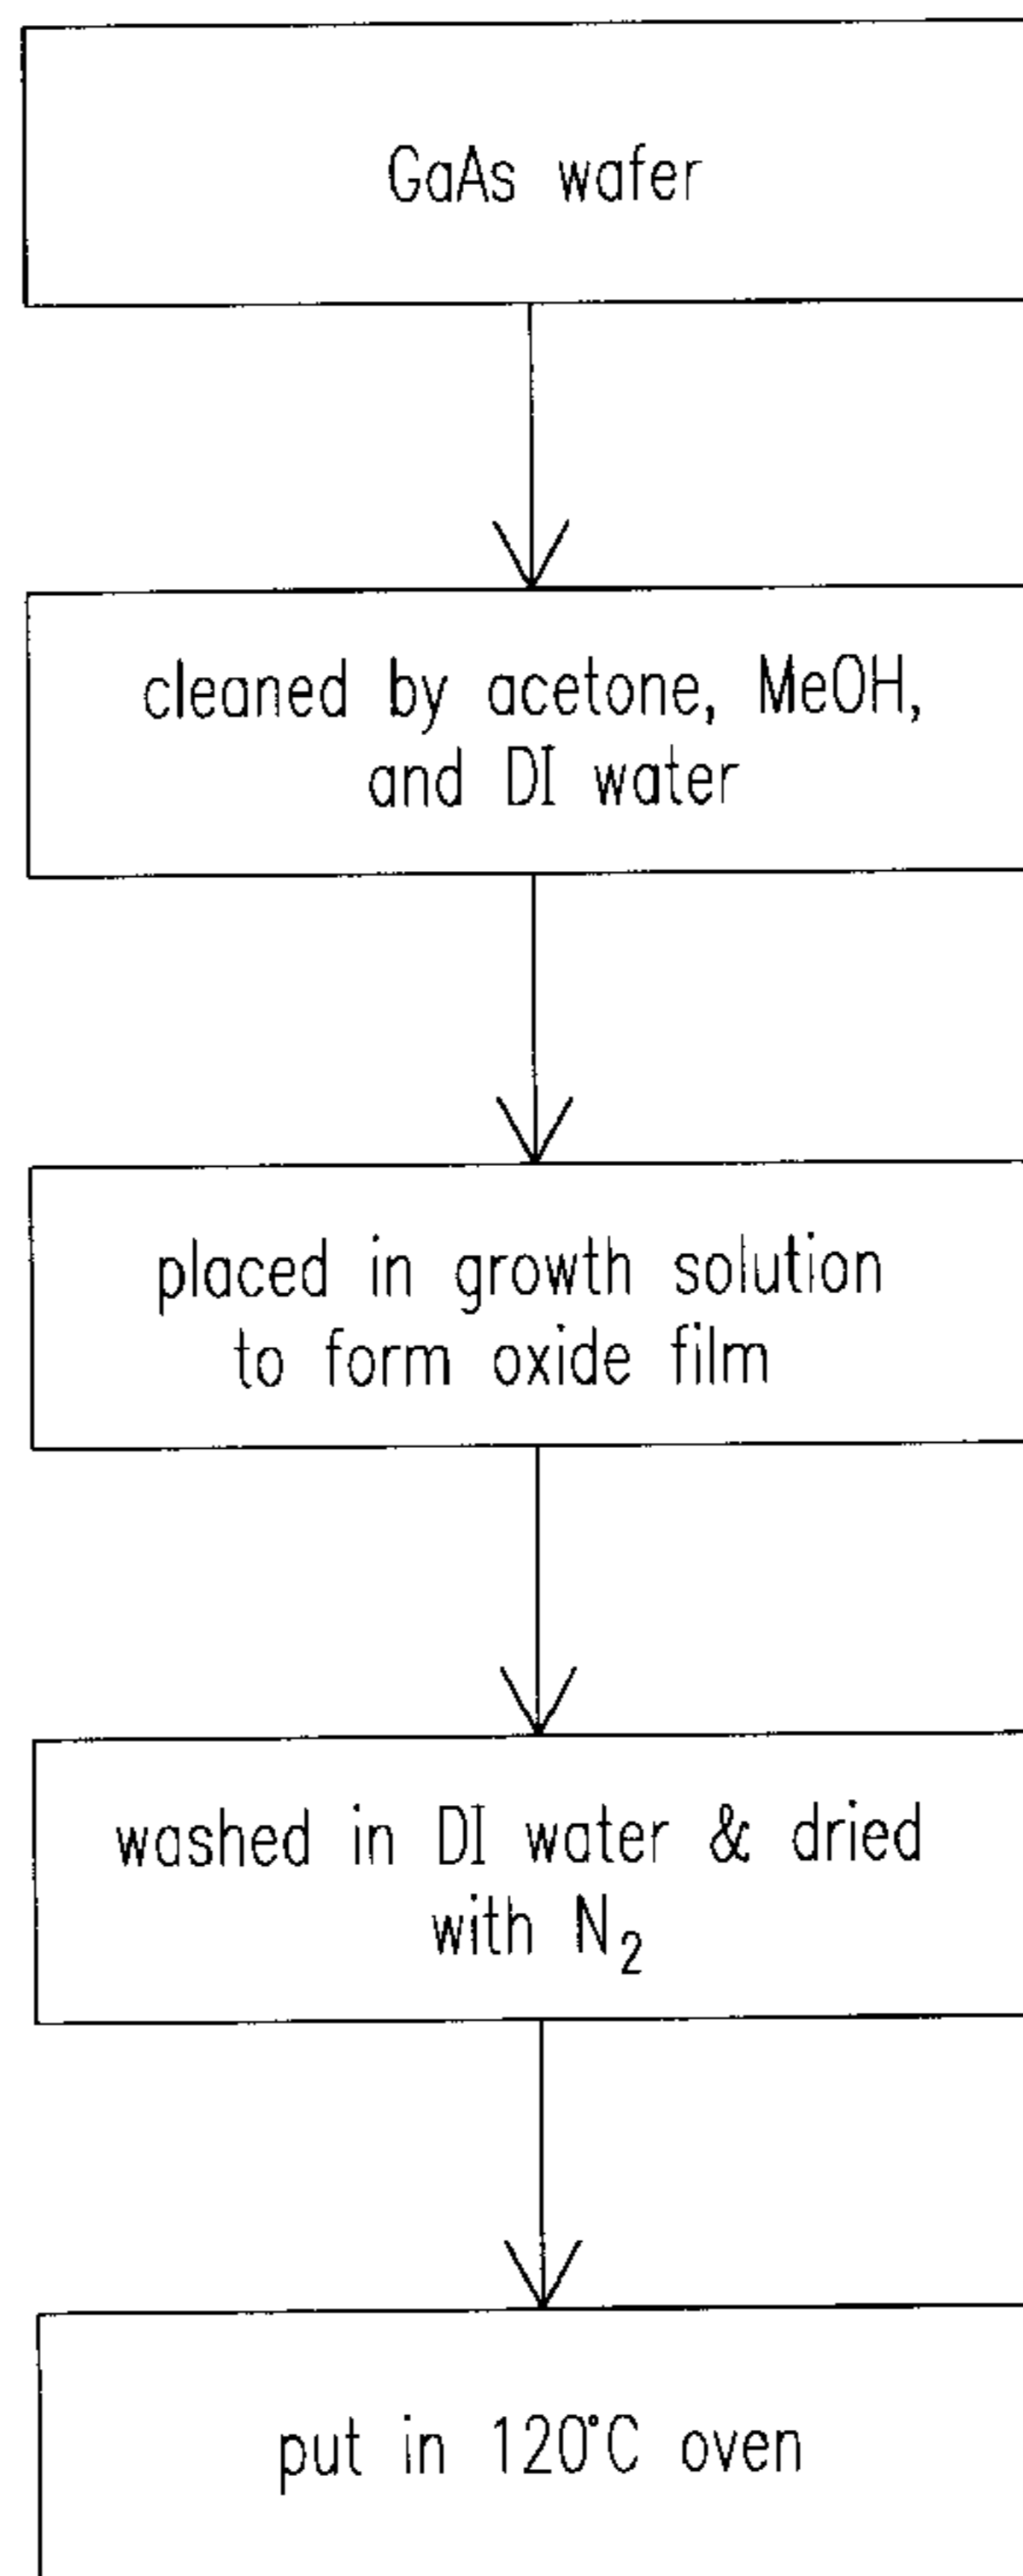 GaAs wafer
cleaned by acetone, MeOH,
and DI water
placed in growth solution
to form oxide film
washed in DI water & dried
with N₂
put in 120°C oven